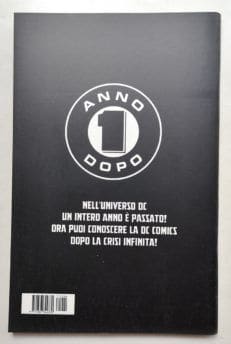 ANNO
1
DOPO
NELL'UNIVERSO DC
UN INTERO ANNO È PASSATO!
ORA PUOI CONOSCERE LA DC COMICS
DOPO LA CRISI INFINITA!